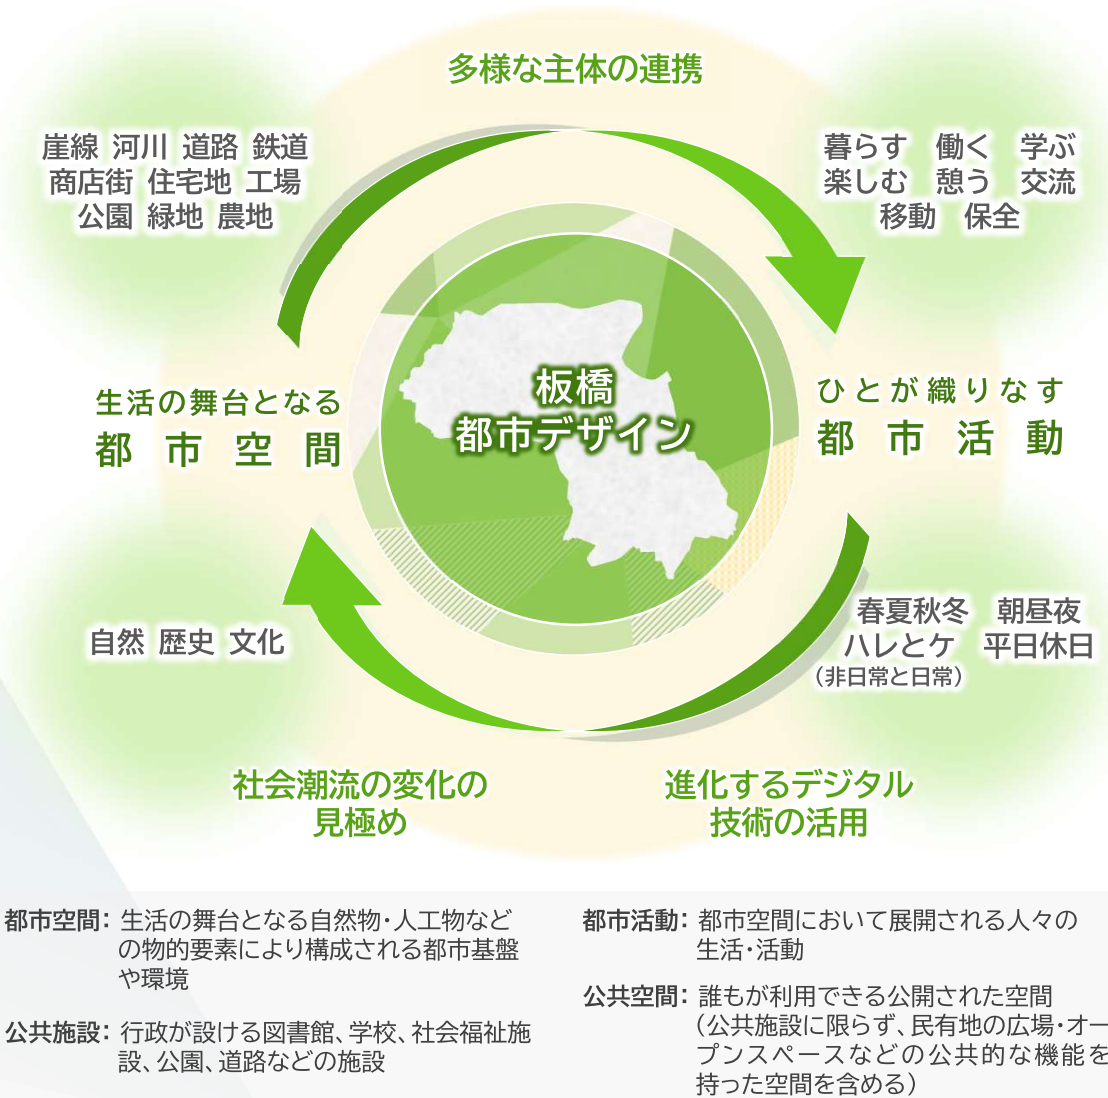 多様な主体の連携
崖線 河川 道路 鉄道
商店街 住宅地 工場
公園 緑地 農地
暮らす 働く 学ぶ
楽しむ 憩う 交流
移動 保全
生活の舞台となる
都市空間
板橋
都市デザイン
ひとが織りなす
都市活動
自然 歴史 文化
春夏秋冬 朝昼夜
ハレとケ 平日休日
(非日常と日常)
社会潮流の変化の
見極め
進化するデジタル
技術の活用
都市空間: 生活の舞台となる自然物・人工物など
の物的要素により構成される都市基盤
や環境
公共施設: 行政が設ける図書館、学校、社会福祉施
設、公園、道路などの施設
都市活動: 都市空間において展開される人々の
生活・活動
公共空間: 誰もが利用できる公開された空間
(公共施設に限らず、民有地の広場・オー
プンスペースなどの公共的な機能を
持った空間を含める)